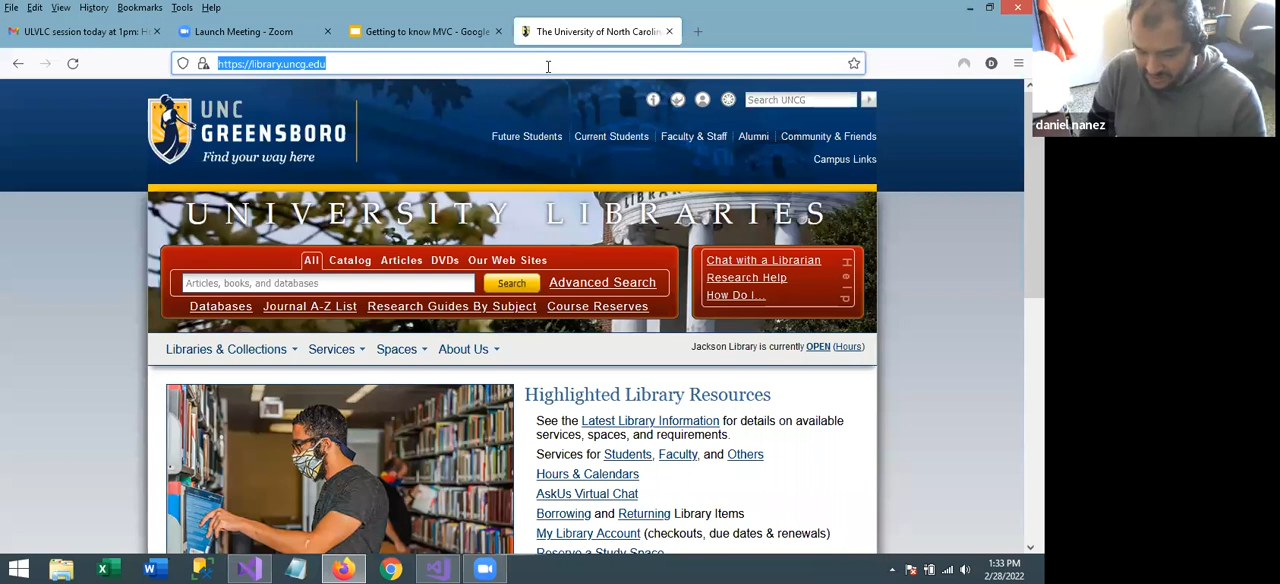 File Edit View History Bookmarks Tools Help
ULVLC session today at 1pm: H
Launch Meeting - Zoom
Getting to know MVC - Google
The University of North Carolin
https://library.uncg.edu
D
daniel nanez
UNC
GREENSBORO
Find your way here
Search UNCG
Future Students Current Students Faculty & Staff Alumni Community & Friends
Campus Links
UNIVERSITY LIBRARIES
All Catalog Articles DVDs Our Web Sites
Articles, books, and databases Search Advanced Search
Databases Journal A-Z List Research Guides By Subject Course Reserves
Chat with a Librarian
Research Help
How Do I...
Help
Libraries & Collections Services Spaces About Us
Jackson Library is currently OPEN (Hours)
Highlighted Library Resources
See the Latest Library Information for details on available
services, spaces, and requirements.
Services for Students, Faculty, and Others
Hours & Calendars
AskUs Virtual Chat
Borrowing and Returning Library Items
My Library Account (checkouts, due dates & renewals)
Reserve a Study Space
1:33 PM
2/28/2022